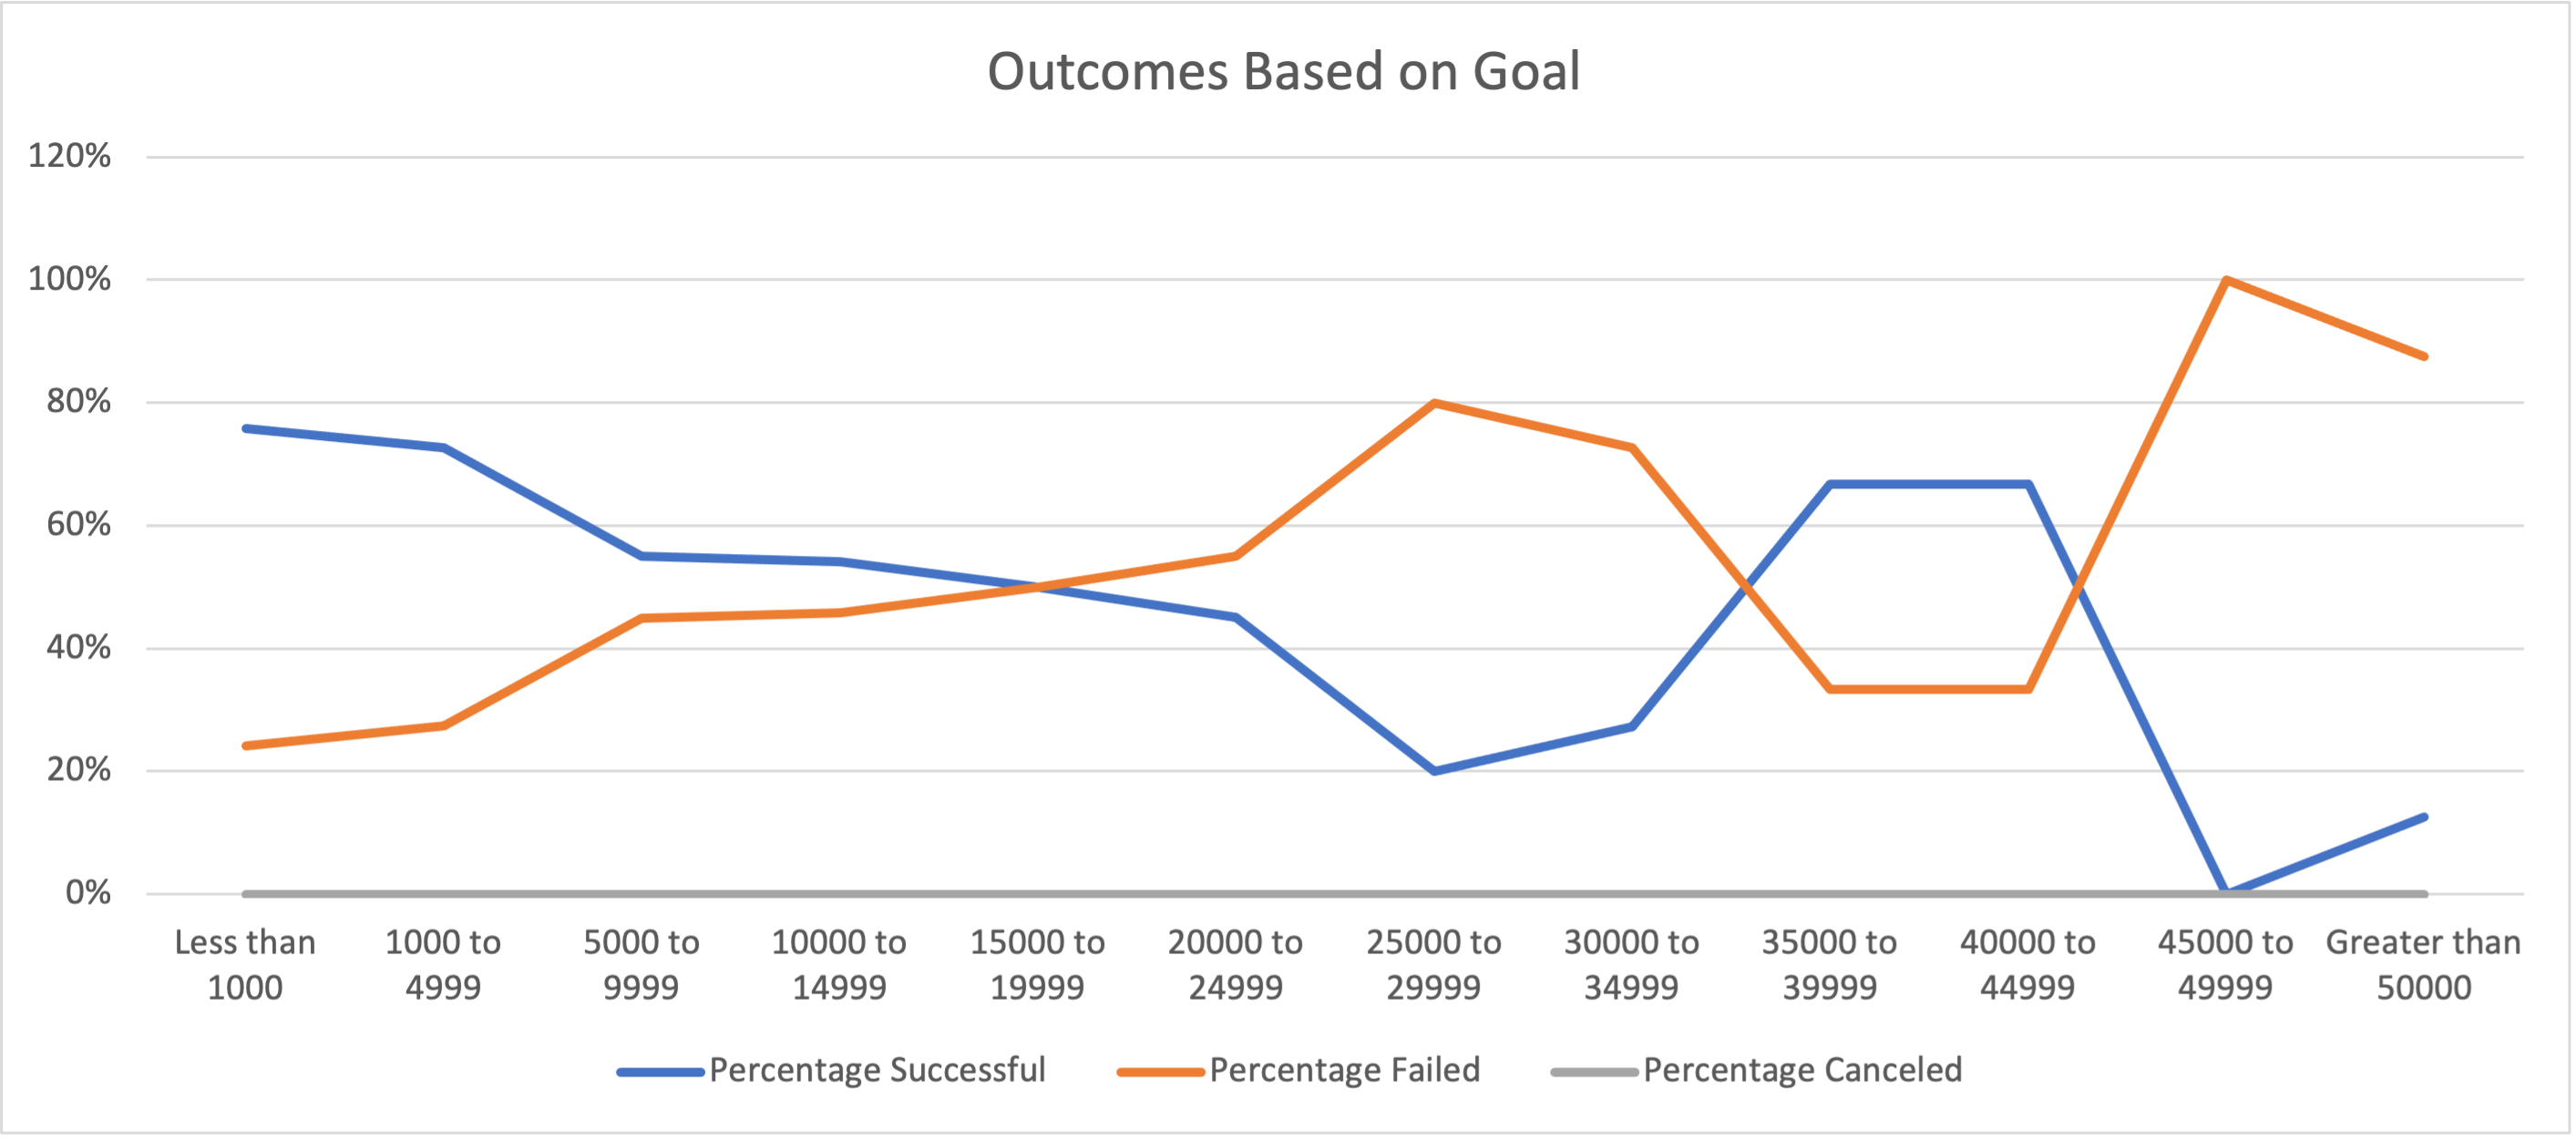 Outcomes Based on Goal
120%
100%
80%
60%
40%
20%
0%
Less than
1000
1000 to
4999
5000 to
9999
10000 to
14999
15000 to
19999
20000 to
24999
25000 to
29999
30000 to
34999
35000 to
39999
40000 to
44999
45000 to
49999
Greater than
50000
Percentage Successful
Percentage Failed
Percentage Canceled